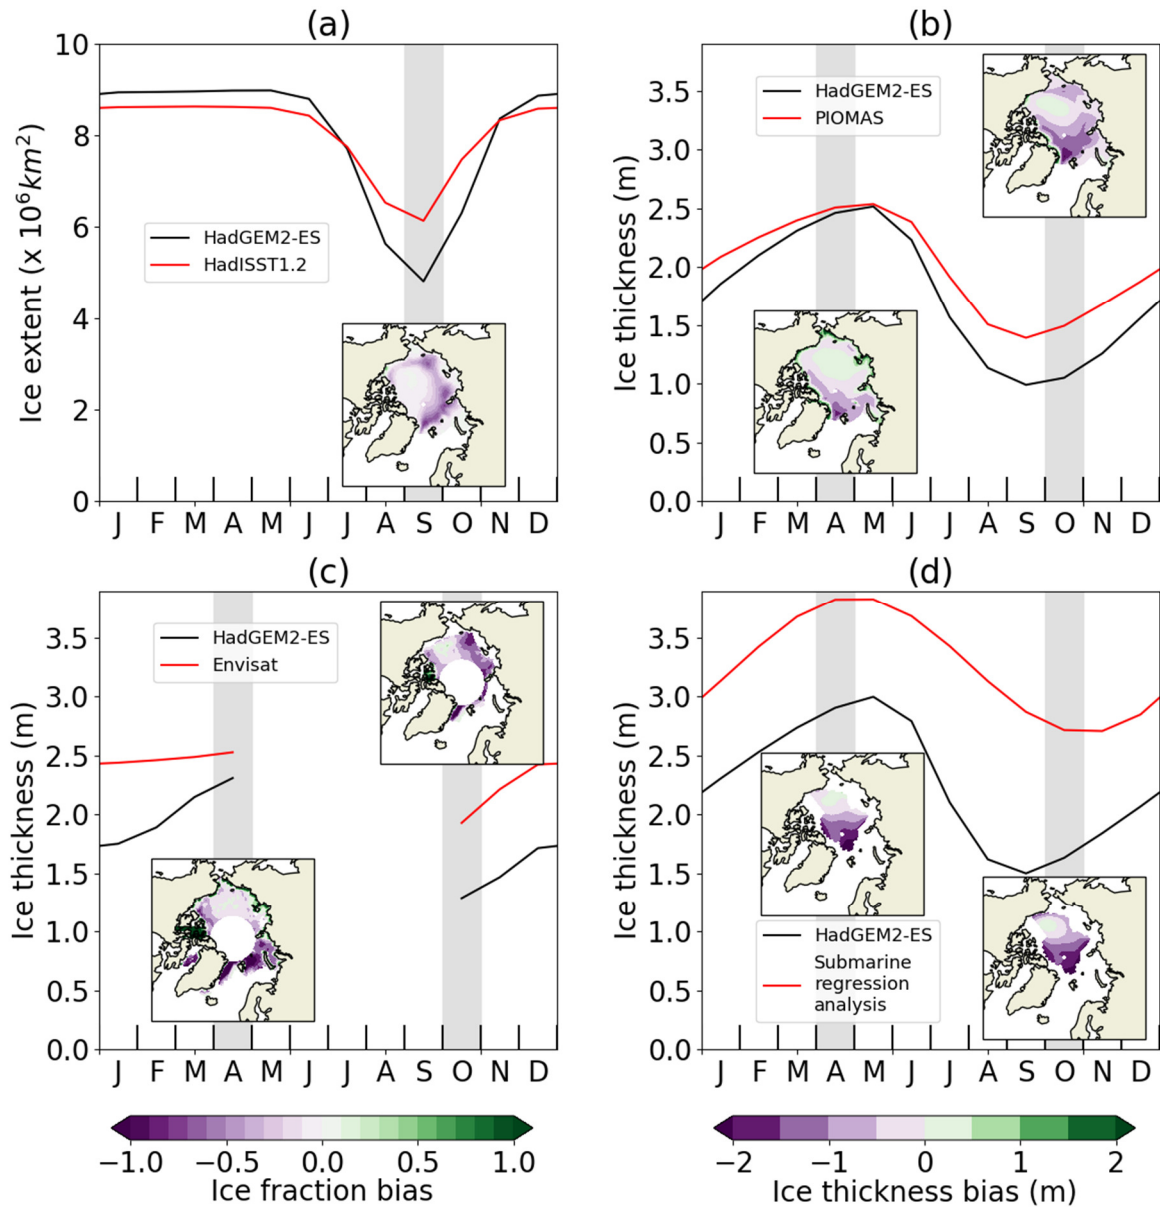 (a)
10
8
6
4
2
0
Ice extent (x 10⁶km²)
HadGEM2-ES
HadISST1.2
J F M A M J J A S O N D
(b)
3.5
3.0
2.5
2.0
1.5
1.0
0.5
0.0
Ice thickness (m)
HadGEM2-ES
PIOMAS
J F M A M J J A S O N D
(c)
3.5
3.0
2.5
2.0
1.5
1.0
0.5
0.0
Ice thickness (m)
HadGEM2-ES
Envisat
J F M A M J J A S O N D
(d)
3.5
3.0
2.5
2.0
1.5
1.0
0.5
0.0
Ice thickness (m)
HadGEM2-ES
Submarine
regression
analysis
J F M A M J J A S O N D
−1.0 −0.5 0.0 0.5 1.0
Ice fraction bias
−2 −1 0 1 2
Ice thickness bias (m)